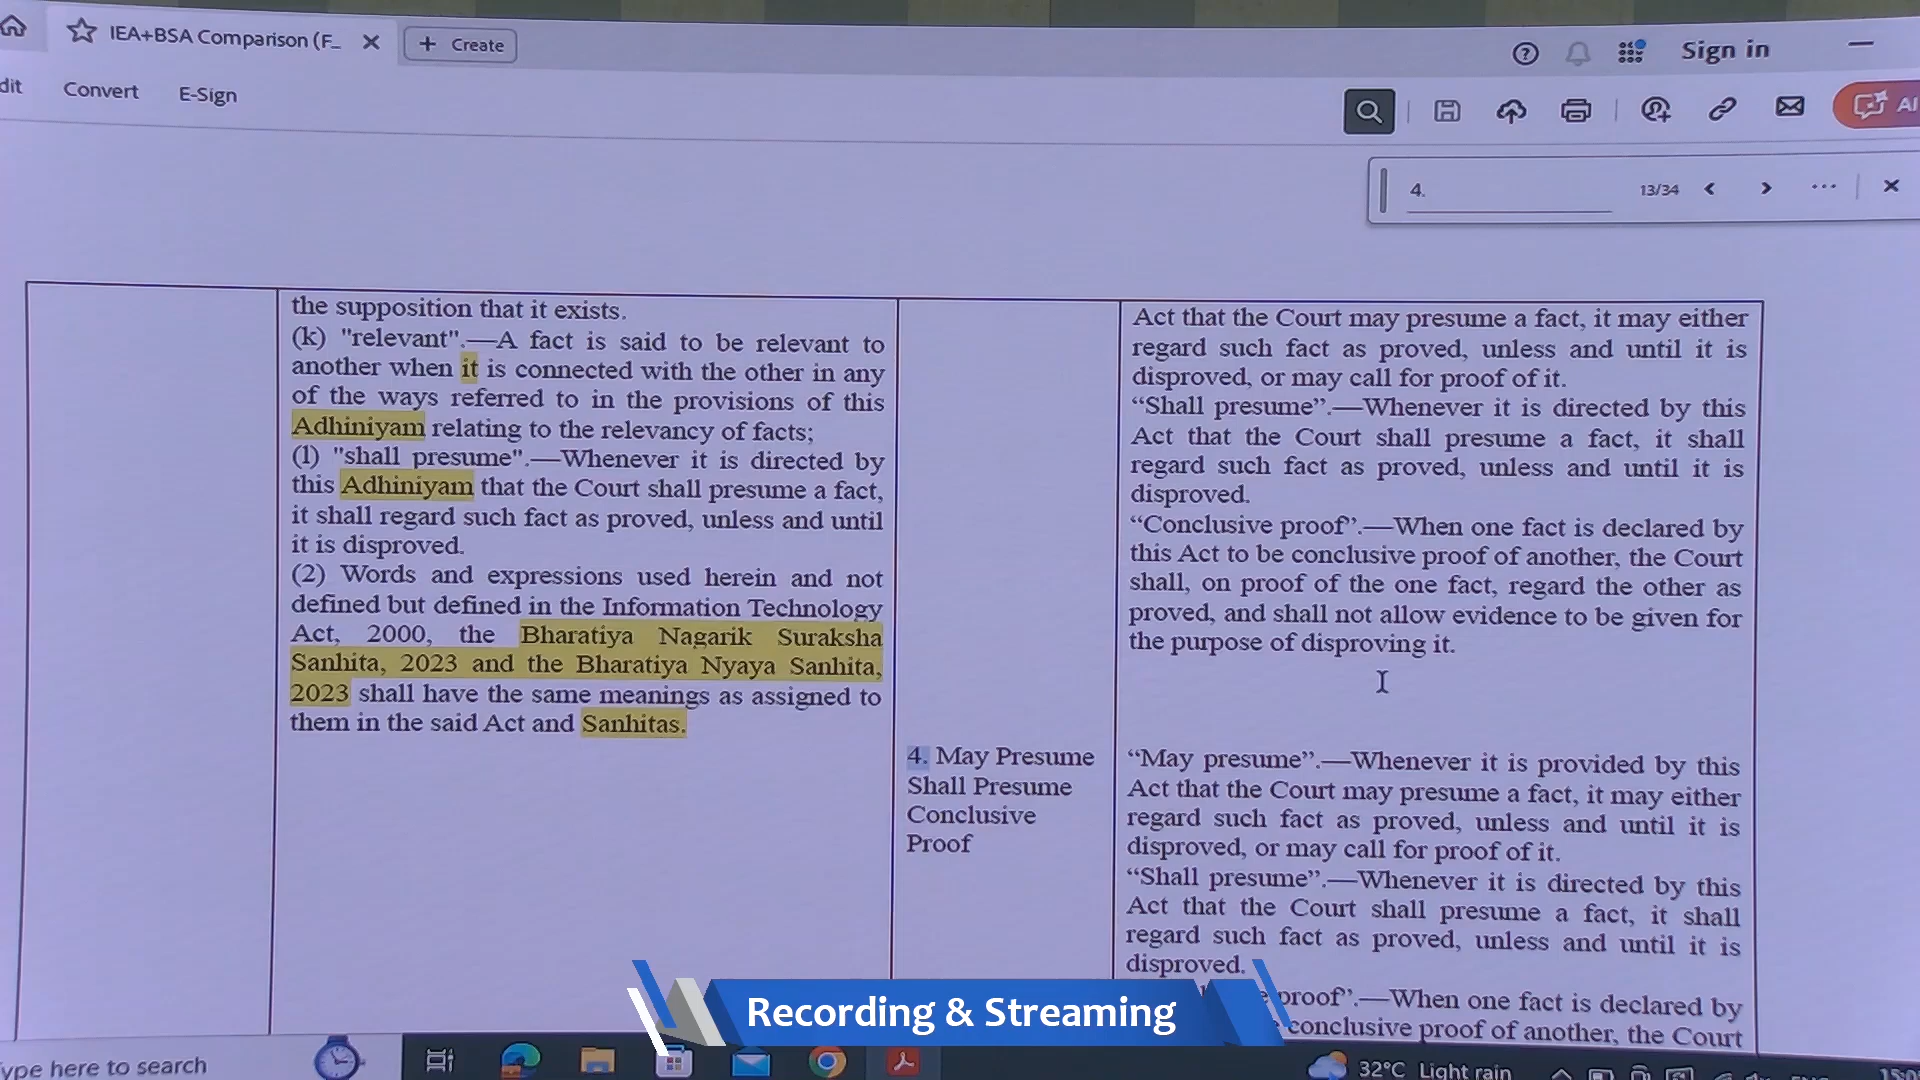 IEA+BSA Comparison (F_
Create
Sign in
dit
Convert
E-Sign
AI
4.
13/34
the supposition that it exists.
(k) "relevant".—A fact is said to be relevant to
another when it is connected with the other in any
of the ways referred to in the provisions of this
Adhiniyam relating to the relevancy of facts;
(l) "shall presume".—Whenever it is directed by
this Adhiniyam that the Court shall presume a fact,
it shall regard such fact as proved, unless and until
it is disproved.
(2) Words and expressions used herein and not
defined but defined in the Information Technology
Act, 2000, the Bharatiya Nagarik Suraksha
Sanhita, 2023 and the Bharatiya Nyaya Sanhita,
2023 shall have the same meanings as assigned to
them in the said Act and Sanhitas.
4. May Presume
Shall Presume
Conclusive
Proof
Act that the Court may presume a fact, it may either
regard such fact as proved, unless and until it is
disproved, or may call for proof of it.
“Shall presume”.—Whenever it is directed by this
Act that the Court shall presume a fact, it shall
regard such fact as proved, unless and until it is
disproved.
“Conclusive proof”.—When one fact is declared by
this Act to be conclusive proof of another, the Court
shall, on proof of the one fact, regard the other as
proved, and shall not allow evidence to be given for
the purpose of disproving it.
“May presume”.—Whenever it is provided by this
Act that the Court may presume a fact, it may either
regard such fact as proved, unless and until it is
disproved, or may call for proof of it.
“Shall presume”.—Whenever it is directed by this
Act that the Court shall presume a fact, it shall
regard such fact as proved, unless and until it is
disproved.
proof”.—When one fact is declared by
conclusive proof of another, the Court
Recording & Streaming
ype here to search
32°C Light rain